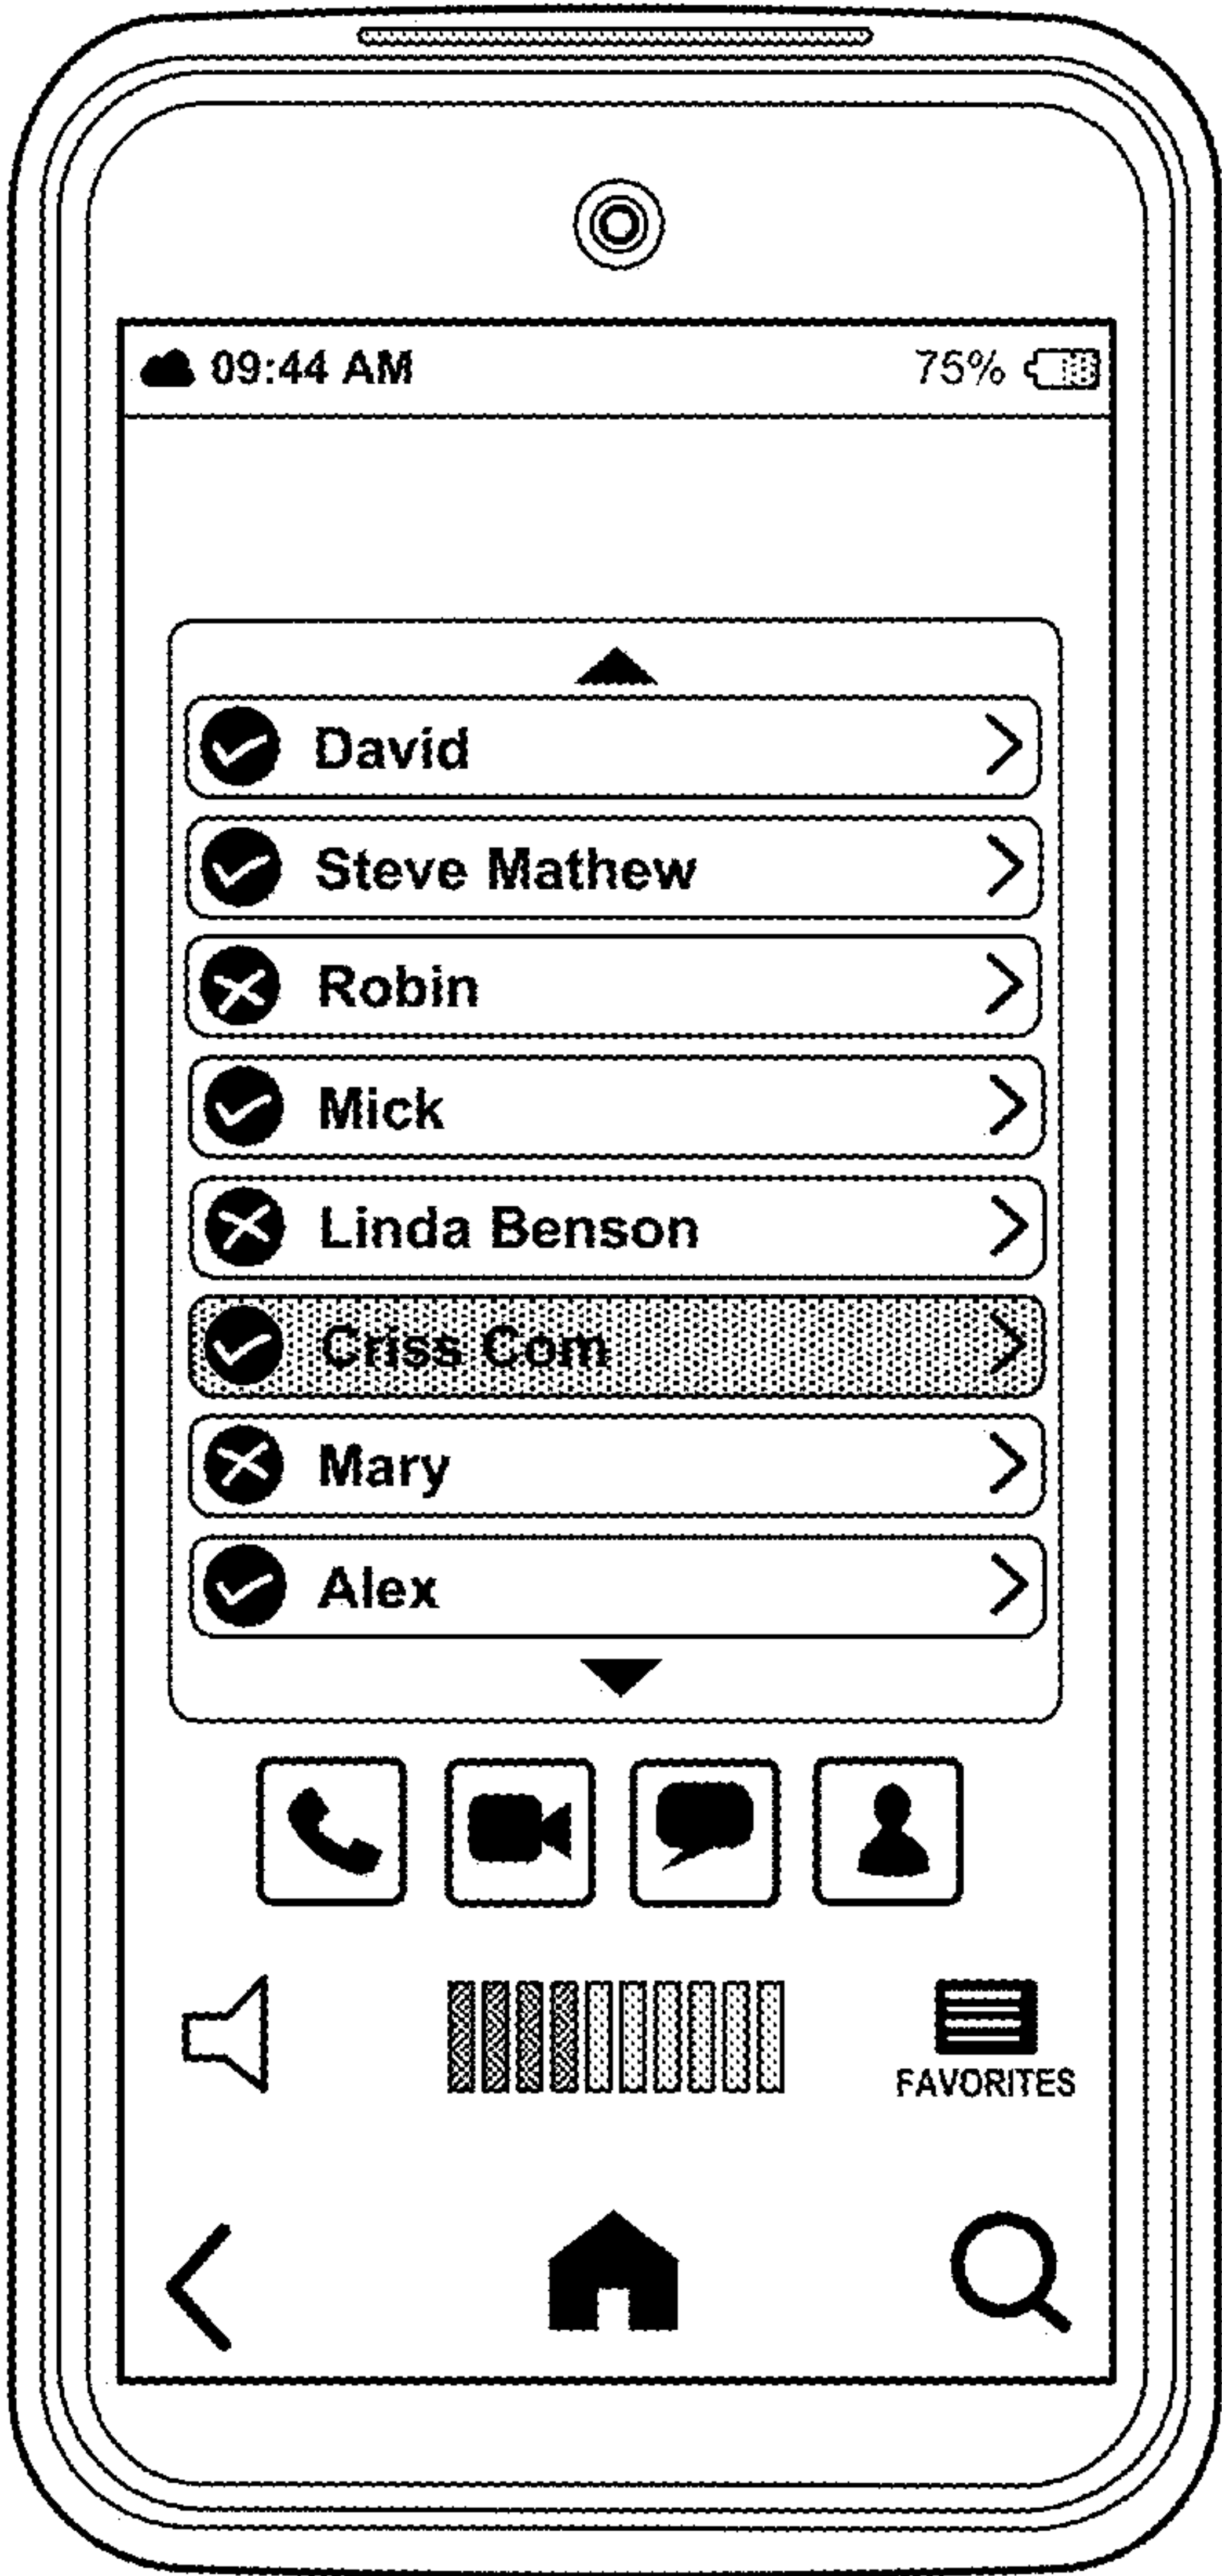 09:44 AM 75%
David
Steve Mathew
Robin
Mick
Linda Benson
Criss Com
Mary
Alex
FAVORITES